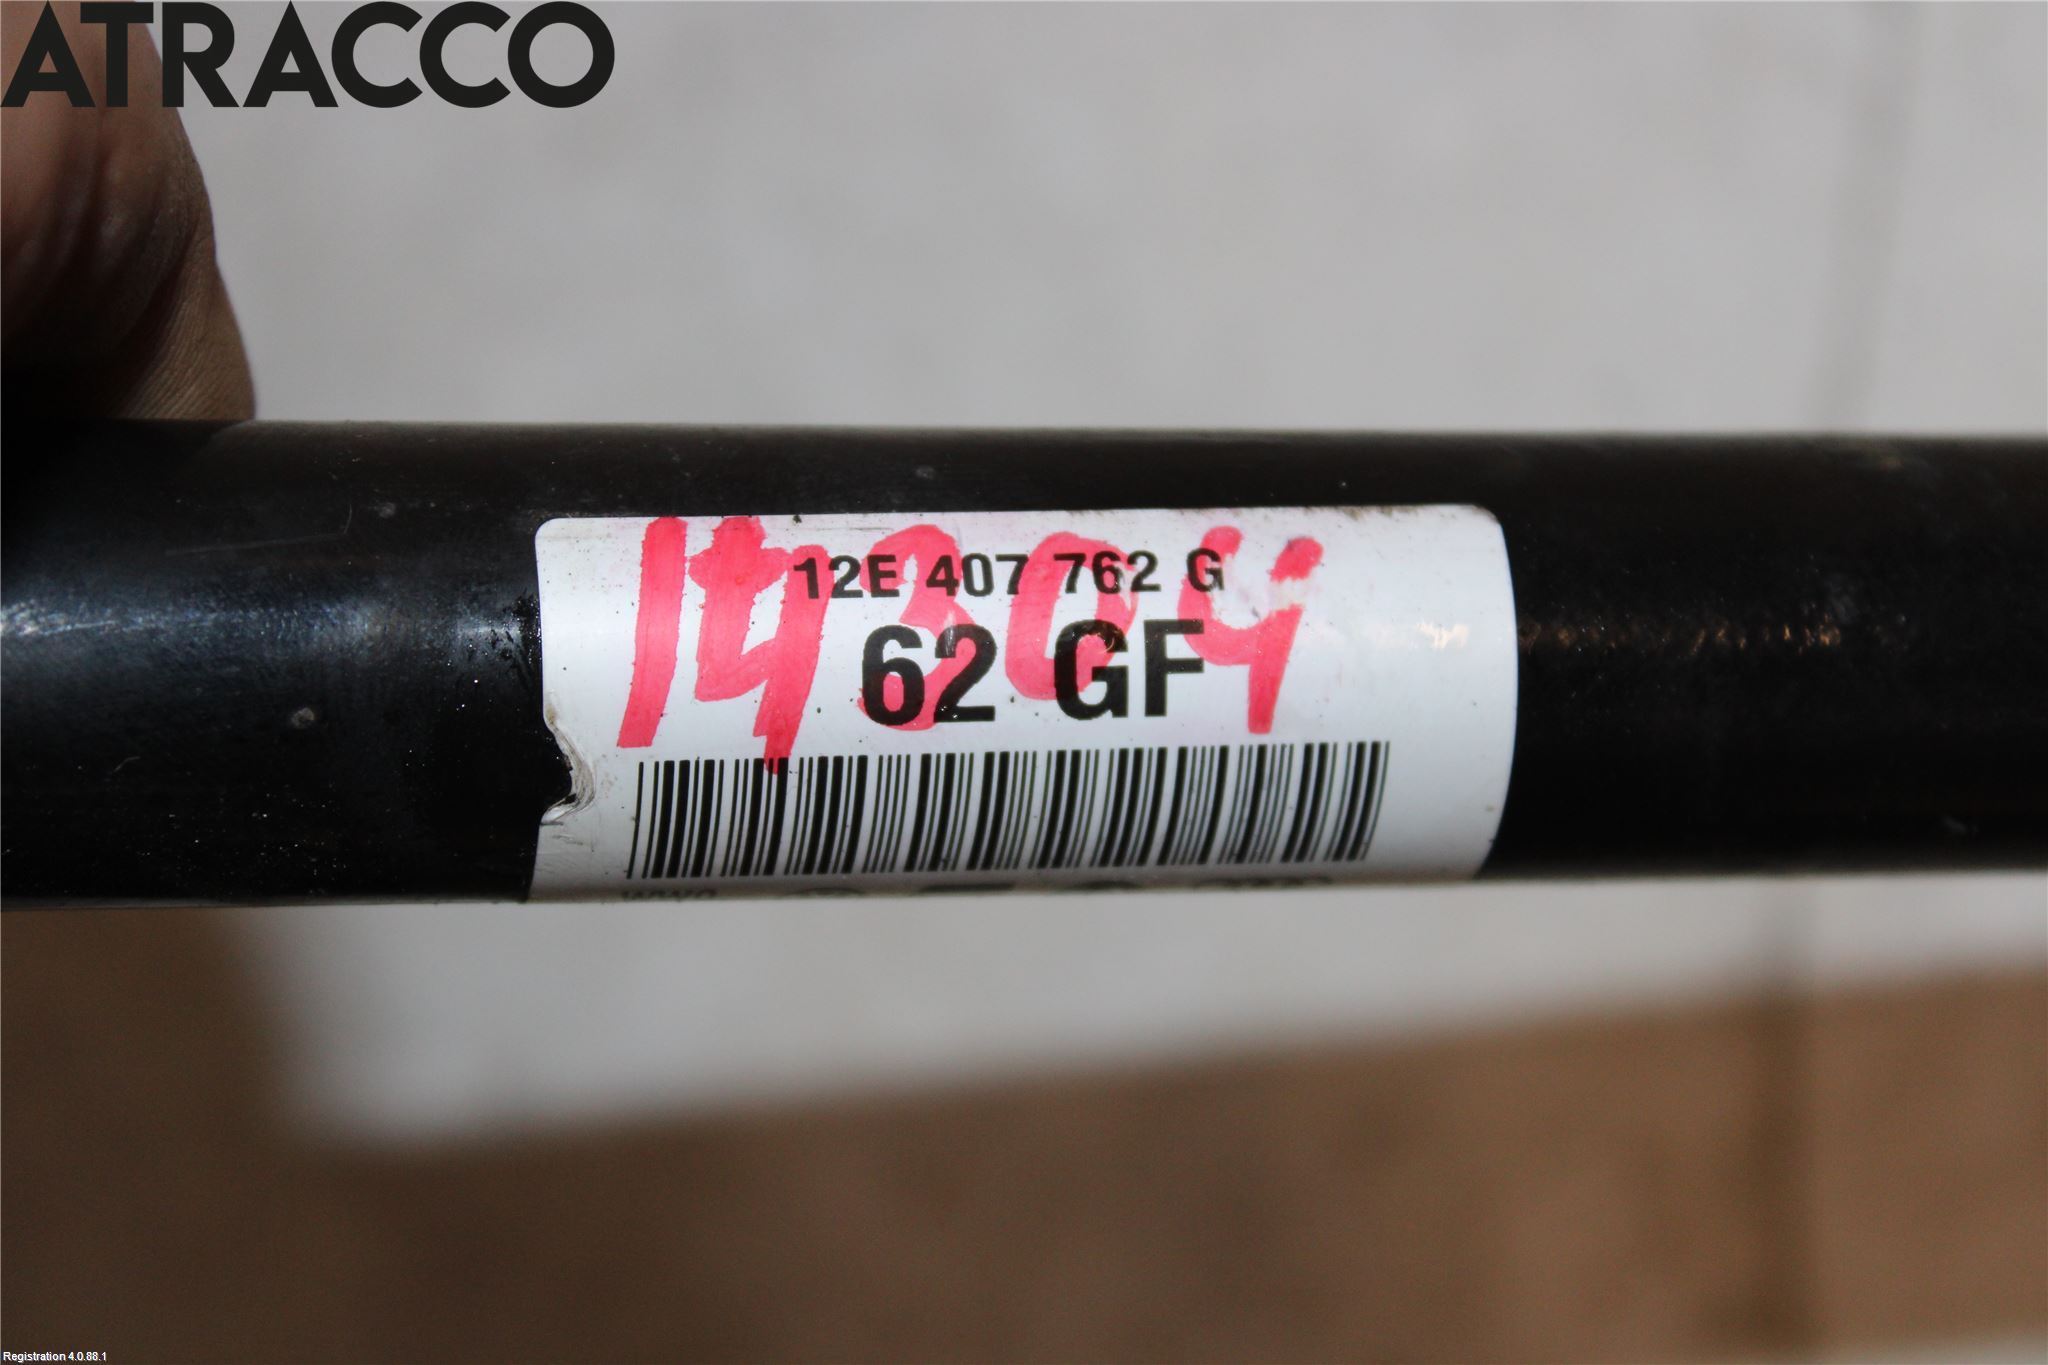 ATRACCO
14304
12E 407 762 G
62 GF
Registration 4.0.88.1